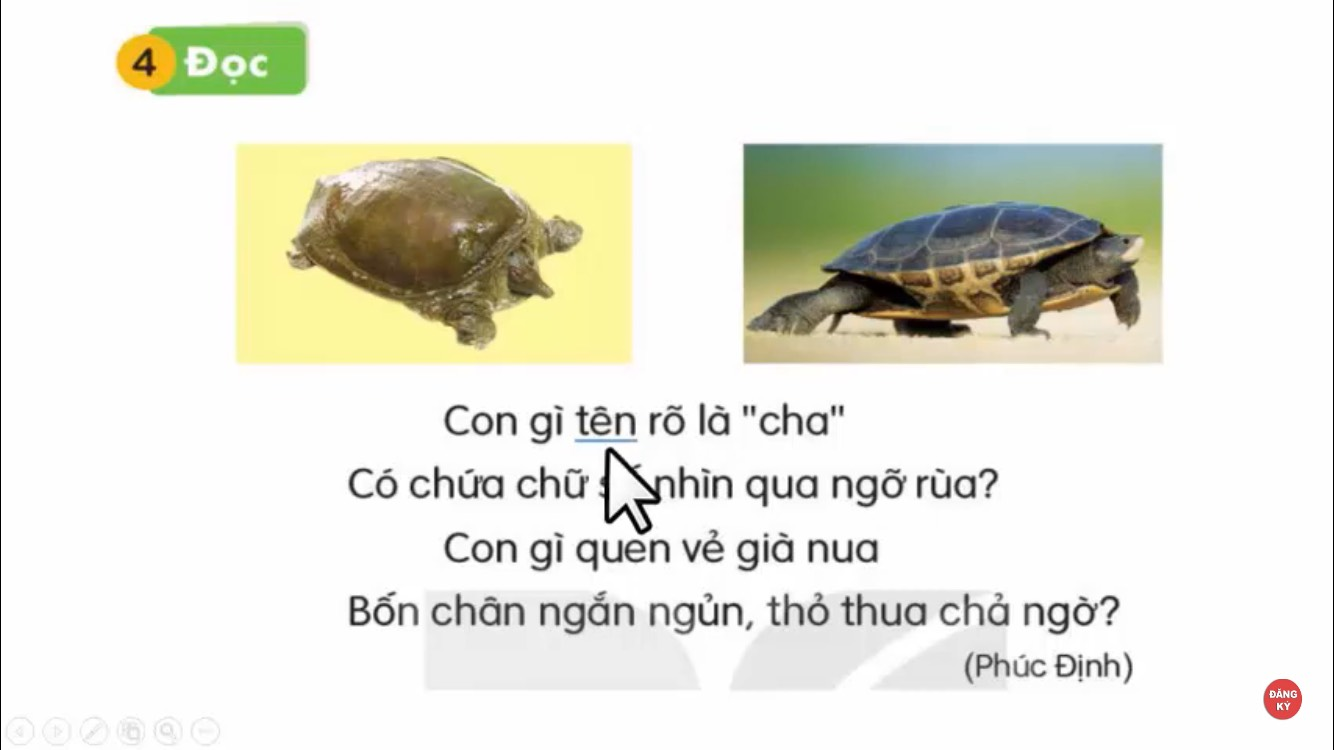 4 Đọc
Con gì tên rõ là "cha"
Có chứa chữ nhìn qua ngỡ rùa?
Con gì quen vẻ già nua
Bốn chân ngắn ngủn, thỏ thua chả ngờ?
(Phúc Định)
ĐĂNG
KÝ